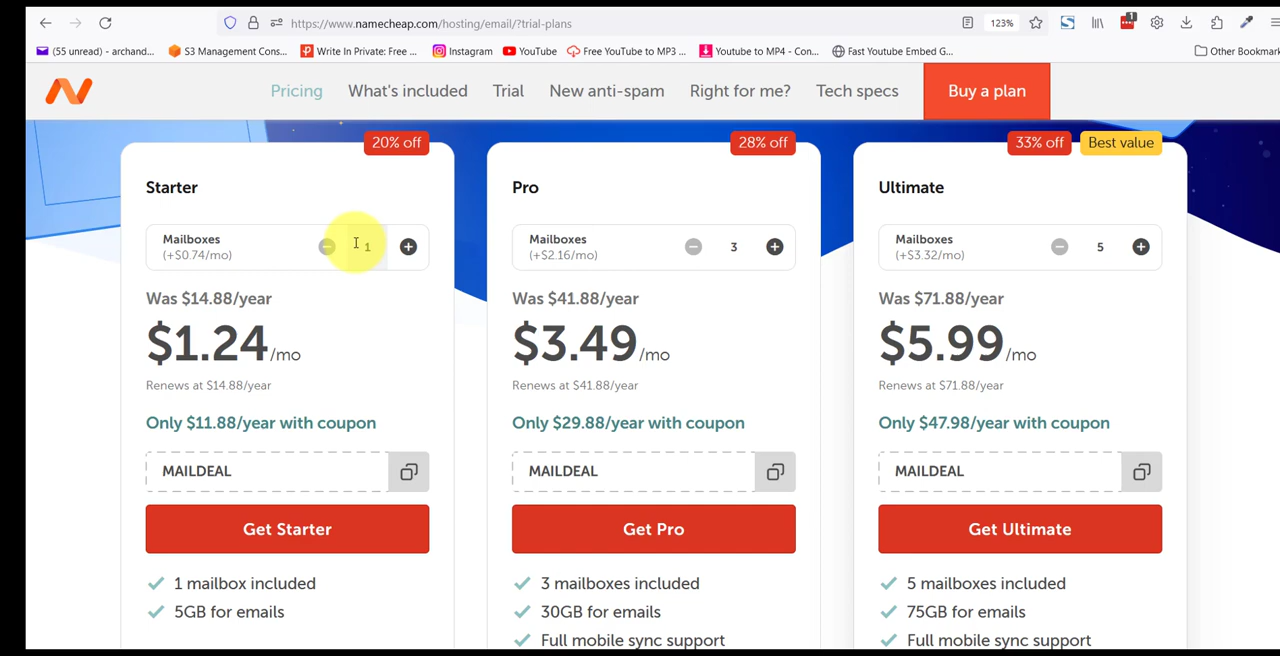 https://www.namecheap.com/hosting/email/?trial-plans
123%
1
(55 unread) - archand...
S3 Management Cons...
Write In Private: Free ...
Instagram
YouTube
Free YouTube to MP3 ...
Youtube to MP4 - Con...
Fast Youtube Embed G...
Other Bookmar
Pricing
What's included
Trial
New anti-spam
Right for me?
Tech specs
Buy a plan
20% off
Starter
Mailboxes
(+$0.74/mo)
1
Was $14.88/year
$1.24/mo
Renews at $14.88/year
Only $11.88/year with coupon
MAILDEAL
Get Starter
1 mailbox included
5GB for emails
28% off
Pro
Mailboxes
(+$2.16/mo)
3
Was $41.88/year
$3.49/mo
Renews at $41.88/year
Only $29.88/year with coupon
MAILDEAL
Get Pro
3 mailboxes included
30GB for emails
Full mobile sync support
33% off
Best value
Ultimate
Mailboxes
(+$3.32/mo)
5
Was $71.88/year
$5.99/mo
Renews at $71.88/year
Only $47.98/year with coupon
MAILDEAL
Get Ultimate
5 mailboxes included
75GB for emails
Full mobile sync support